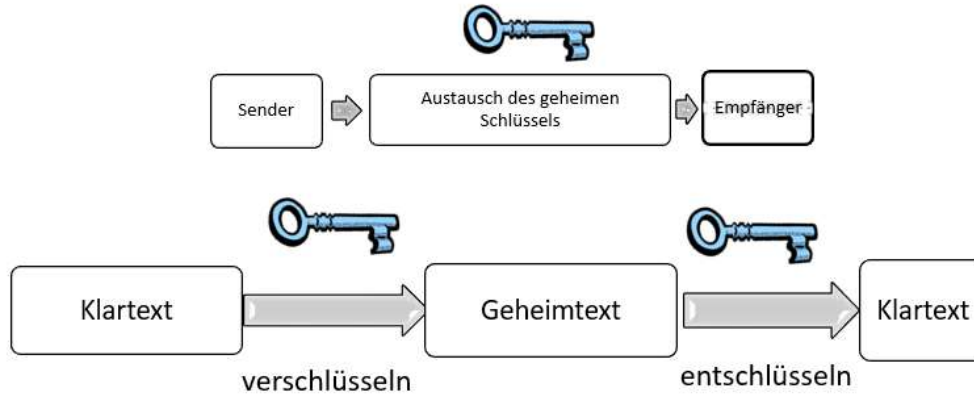 Sender
Austausch des geheimen
Schlüssels
Empfänger
Klartext
Geheimtext
Klartext
verschlüsseln
entschlüsseln